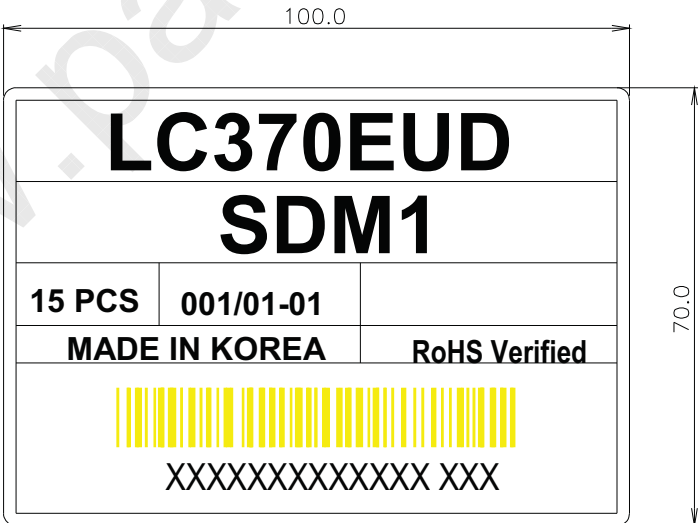 100.0
LC370EUD
SDM1
15 PCS 001/01-01
MADE IN KOREA RoHS Verified
70.0
XXXXXXXXXXXXX XXX